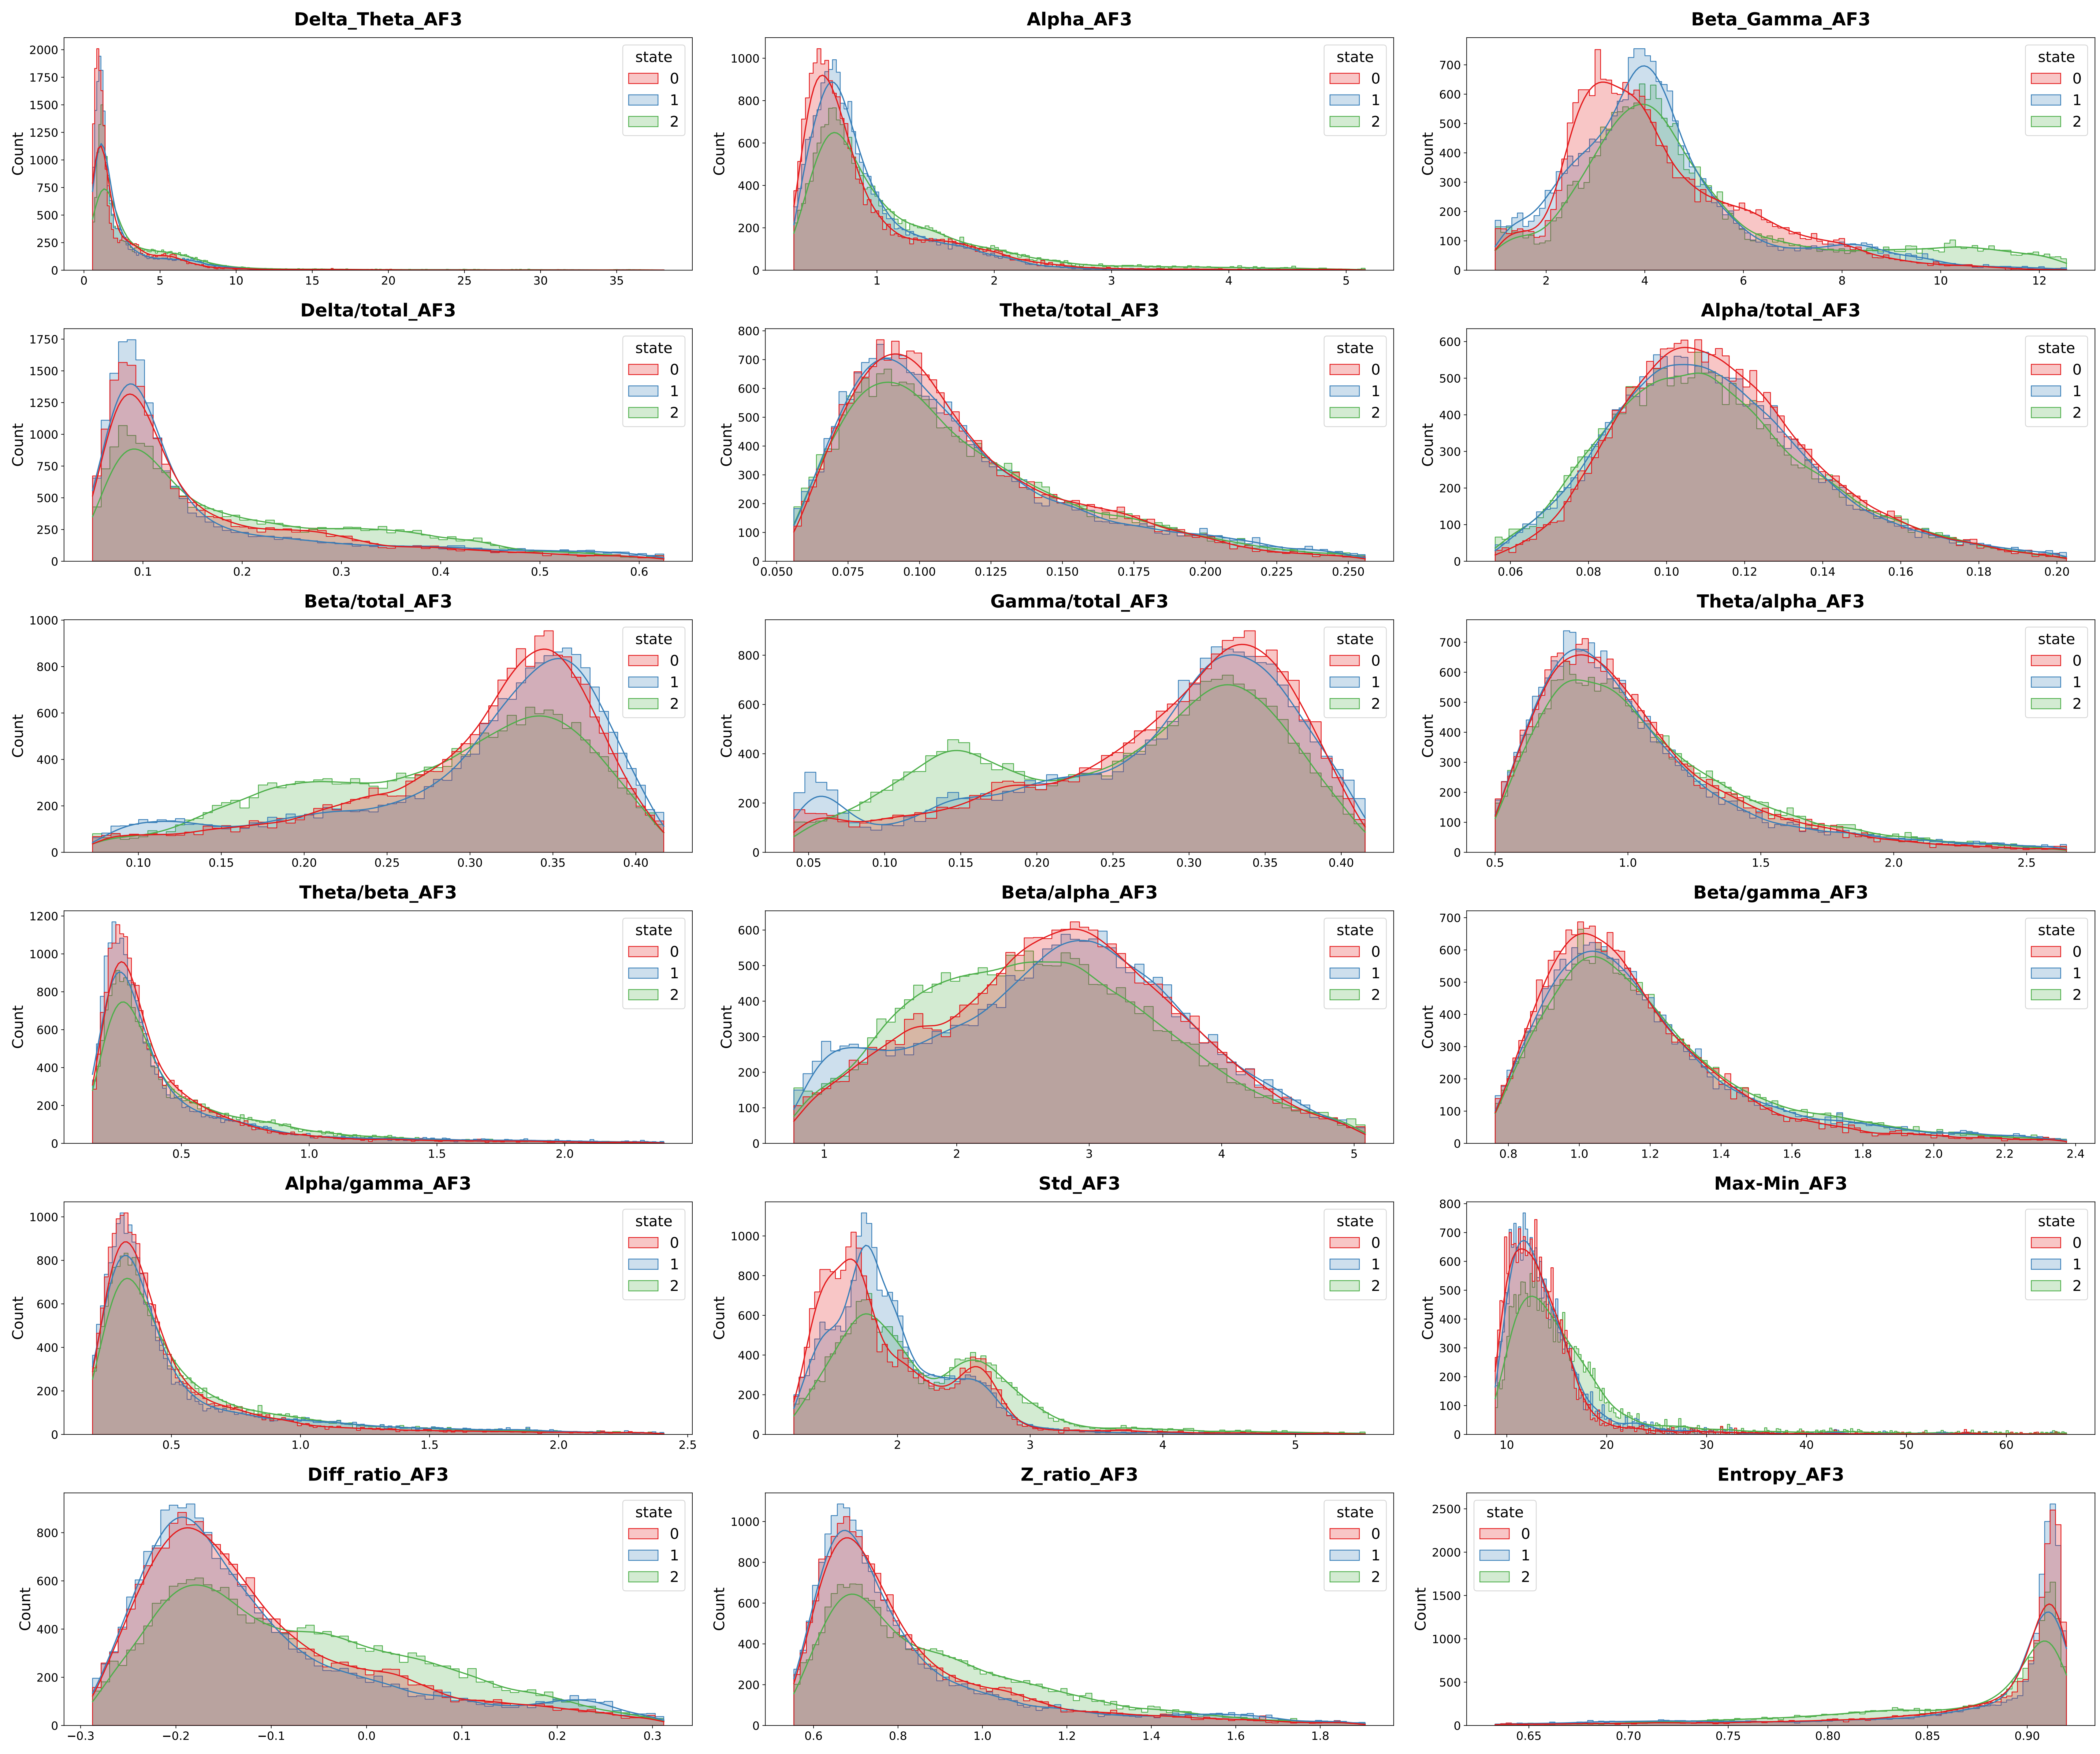 Delta_Theta_AF3
Count
2000
1750
1500
1250
1000
750
500
250
0
0 5 10 15 20 25 30 35
state
0
1
2
Alpha_AF3
Count
1000
800
600
400
200
0
1 2 3 4 5
state
0
1
2
Beta_Gamma_AF3
Count
700
600
500
400
300
200
100
0
2 4 6 8 10 12
state
0
1
2
Delta/total_AF3
Count
1750
1500
1250
1000
750
500
250
0
0.1 0.2 0.3 0.4 0.5 0.6
state
0
1
2
Theta/total_AF3
800
700
600
500
400
300
200
100
0
Count
0.050 0.075 0.100 0.125 0.150 0.175 0.200 0.225 0.250
state
0
1
2
Alpha/total_AF3
Count
600
500
400
300
200
100
0
0.06 0.08 0.10 0.12 0.14 0.16 0.18 0.20
state
0
1
2
Beta/total_AF3
Count
1000
800
600
400
200
0
0.10 0.15 0.20 0.25 0.30 0.35 0.40
state
0
1
2
Gamma/total_AF3
Count
800
600
400
200
0
0.05 0.10 0.15 0.20 0.25 0.30 0.35 0.40
state
0
1
2
Theta/alpha_AF3
Count
700
600
500
400
300
200
100
0
0.5 1.0 1.5 2.0 2.5
state
0
1
2
Theta/beta_AF3
Count
1200
1000
800
600
400
200
0
0.5 1.0 1.5 2.0
state
0
1
2
Beta/alpha_AF3
Count
600
500
400
300
200
100
0
1 2 3 4 5
state
0
1
2
Beta/gamma_AF3
Count
700
600
500
400
300
200
100
0
0.8 1.0 1.2 1.4 1.6 1.8 2.0 2.2 2.4
state
0
1
2
Alpha/gamma_AF3
Count
1000
800
600
400
200
0
0.5 1.0 1.5 2.0 2.5
state
0
1
2
Std_AF3
Count
1000
800
600
400
200
0
2 3 4 5
state
0
1
2
Max-Min_AF3
Count
800
700
600
500
400
300
200
100
0
10 20 30 40 50 60
state
0
1
2
Diff_ratio_AF3
Count
800
600
400
200
0
−0.3 −0.2 −0.1 0.0 0.1 0.2 0.3
state
0
1
2
Z_ratio_AF3
Count
1000
800
600
400
200
0
0.6 0.8 1.0 1.2 1.4 1.6 1.8
state
0
1
2
Entropy_AF3
Count
2500
2000
1500
1000
500
0
0.65 0.70 0.75 0.80 0.85 0.90
state
0
1
2